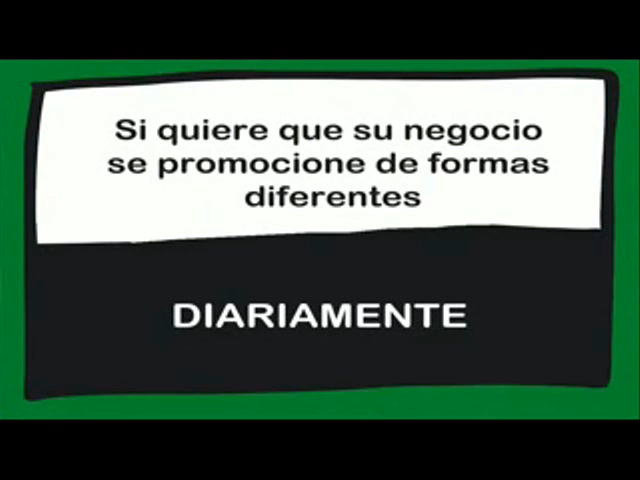 Si quiere que su negocio
se promocione de formas
diferentes
DIARIAMENTE